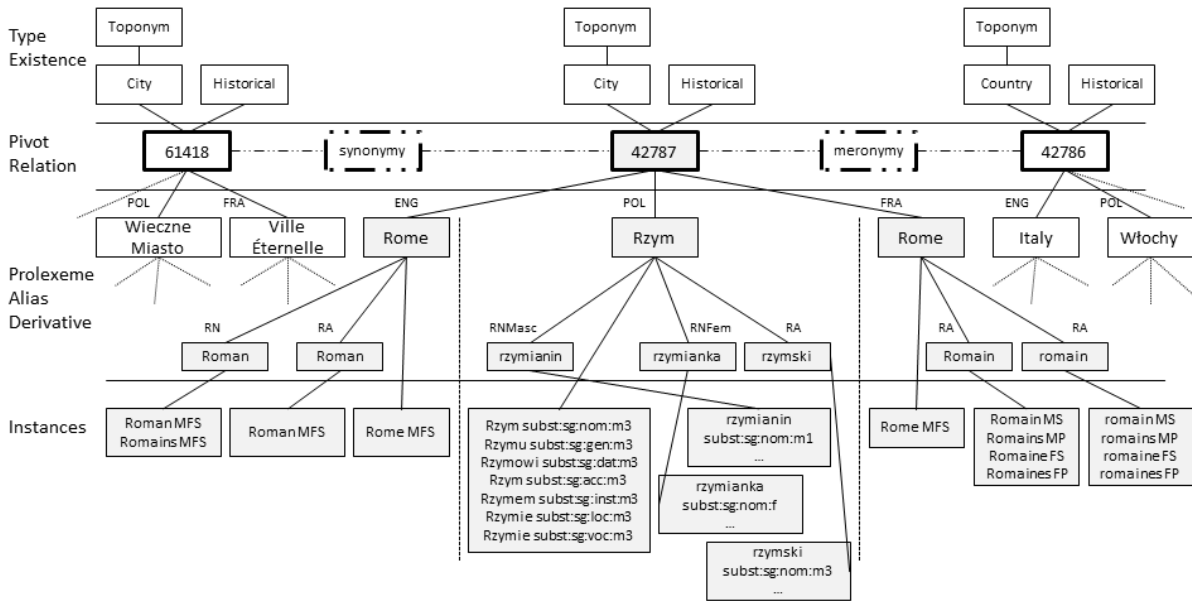 Type
Existence
Toponym
City
Historical
Toponym
City
Historical
Toponym
Country
Historical
Pivot
Relation
61418
synonymy
42787
meronymy
42786
POL
FRA
ENG
POL
FRA
ENG
POL
Wieczne
Miasto
Ville
Éternelle
Rome
Rzym
Rome
Italy
Włochy
Prolexeme
Alias
Derivative
RN
RA
RNMasc
RNFem
RA
RA
RA
Roman
Roman
rzymianin
rzymianka
rzymski
Romain
romain
Instances
Roman MFS
Romains MFS
Roman MFS
Rome MFS
Rzym subst:sg:nom:m3
Rzymu subst:sg:gen:m3
Rzymowi subst:sg:dat:m3
Rzym subst:sg:acc:m3
Rzymem subst:sg:inst:m3
Rzymie subst:sg:loc:m3
Rzymie subst:sg:voc:m3
rzymianin
subst:sg:nom:m1
...
rzymianka
subst:sg:nom:f
...
rzymski
subst:sg:nom:m3
...
Rome MFS
Romain MS
Romains MP
Romaine FS
Romaines FP
romain MS
romains MP
romaine FS
romaines FP